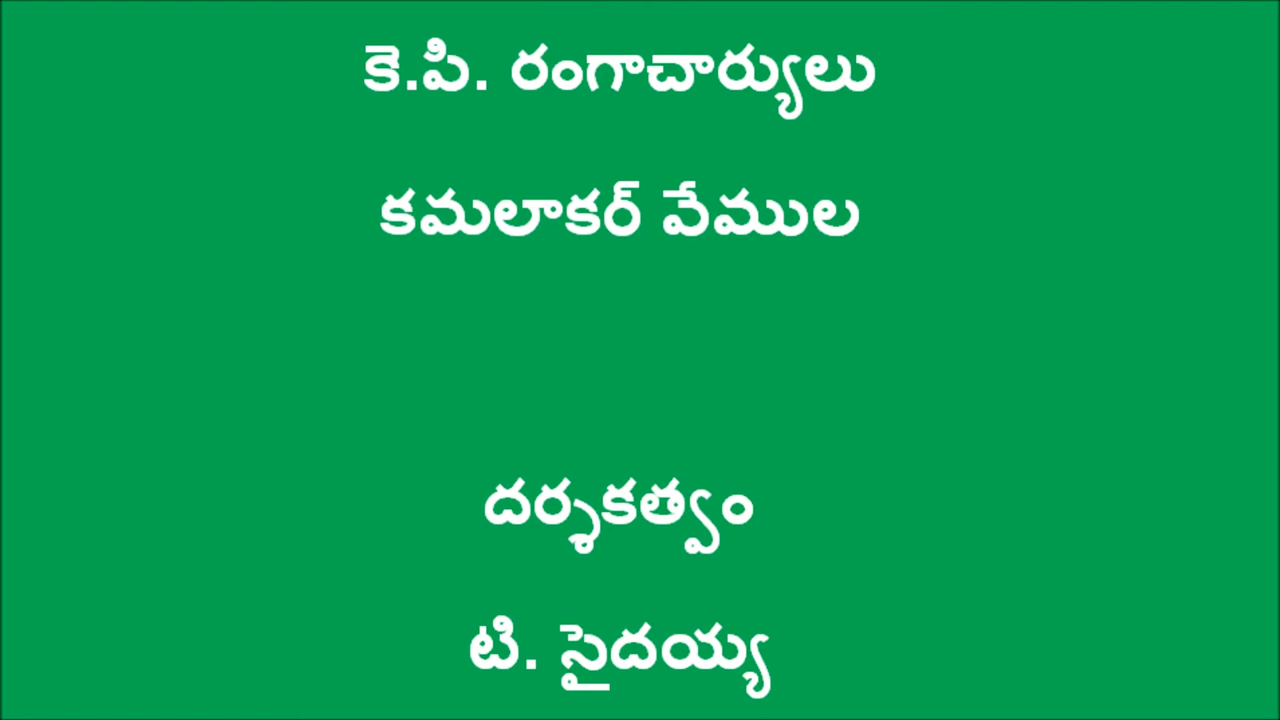 కె.పి. రంగాచార్యులు
కమలాకర్ వేముల
దర్శకత్వం
టి. సైదయ్య